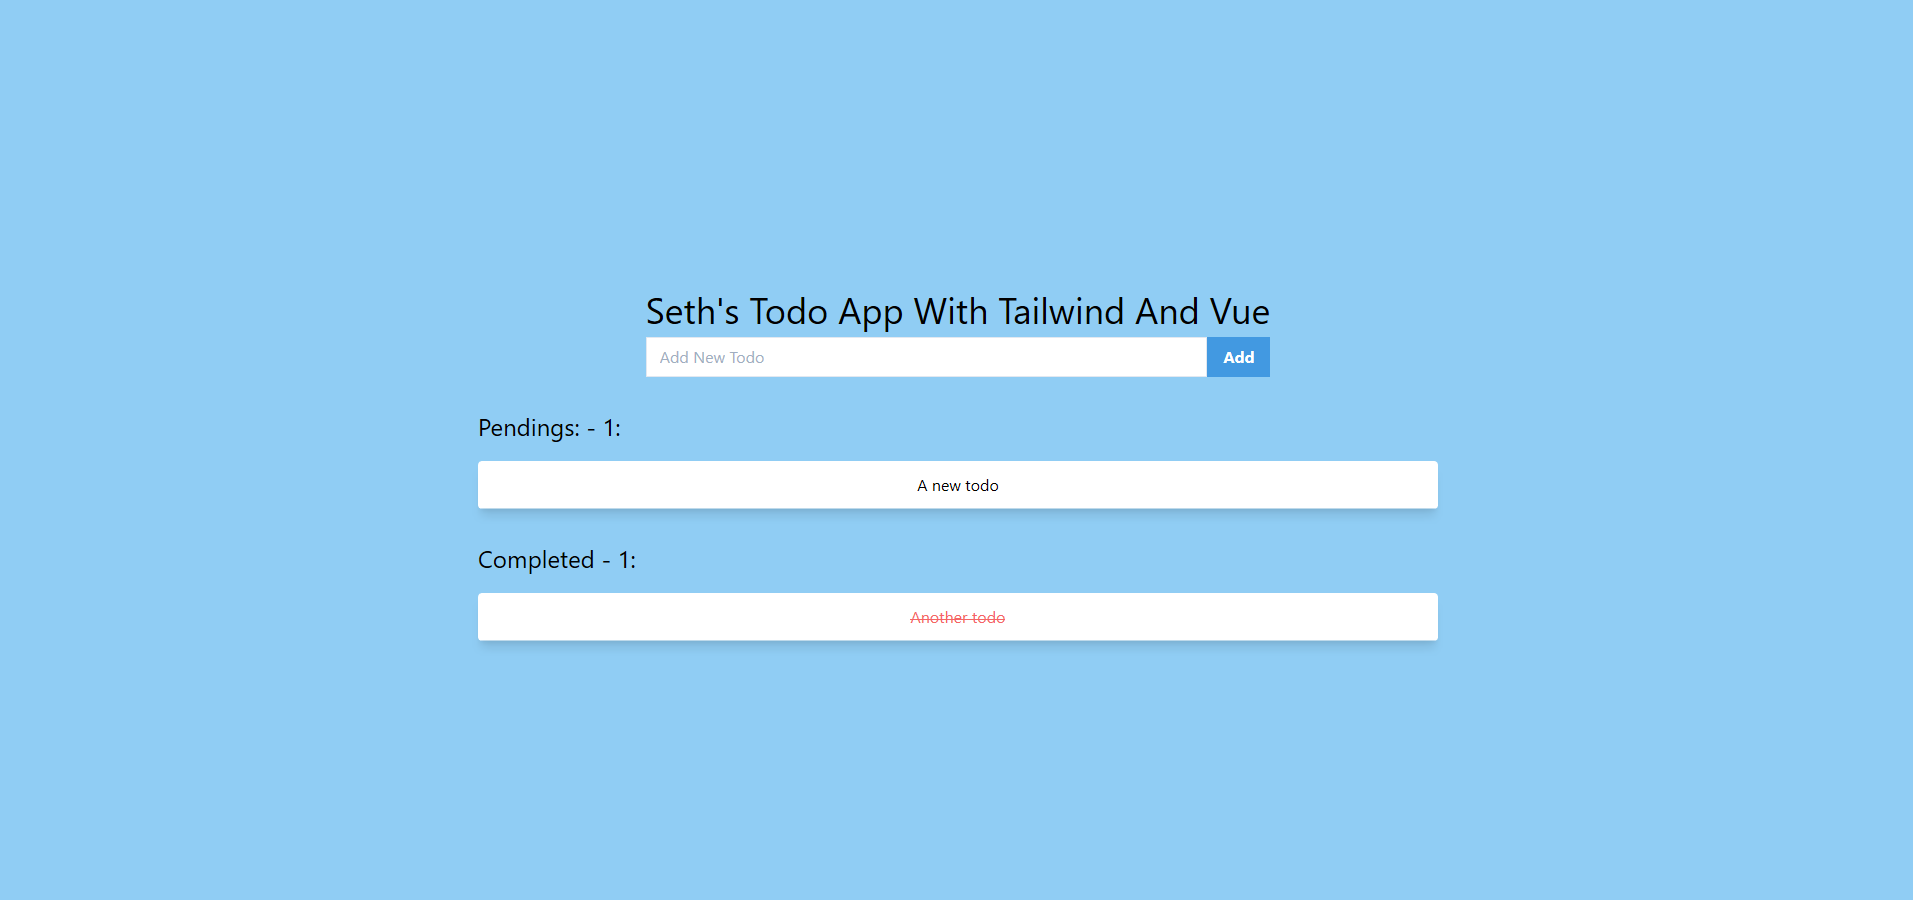 Seth's Todo App With Tailwind And Vue
Add New Todo
Add
Pendings: - 1:
A new todo
Completed - 1:
Another todo